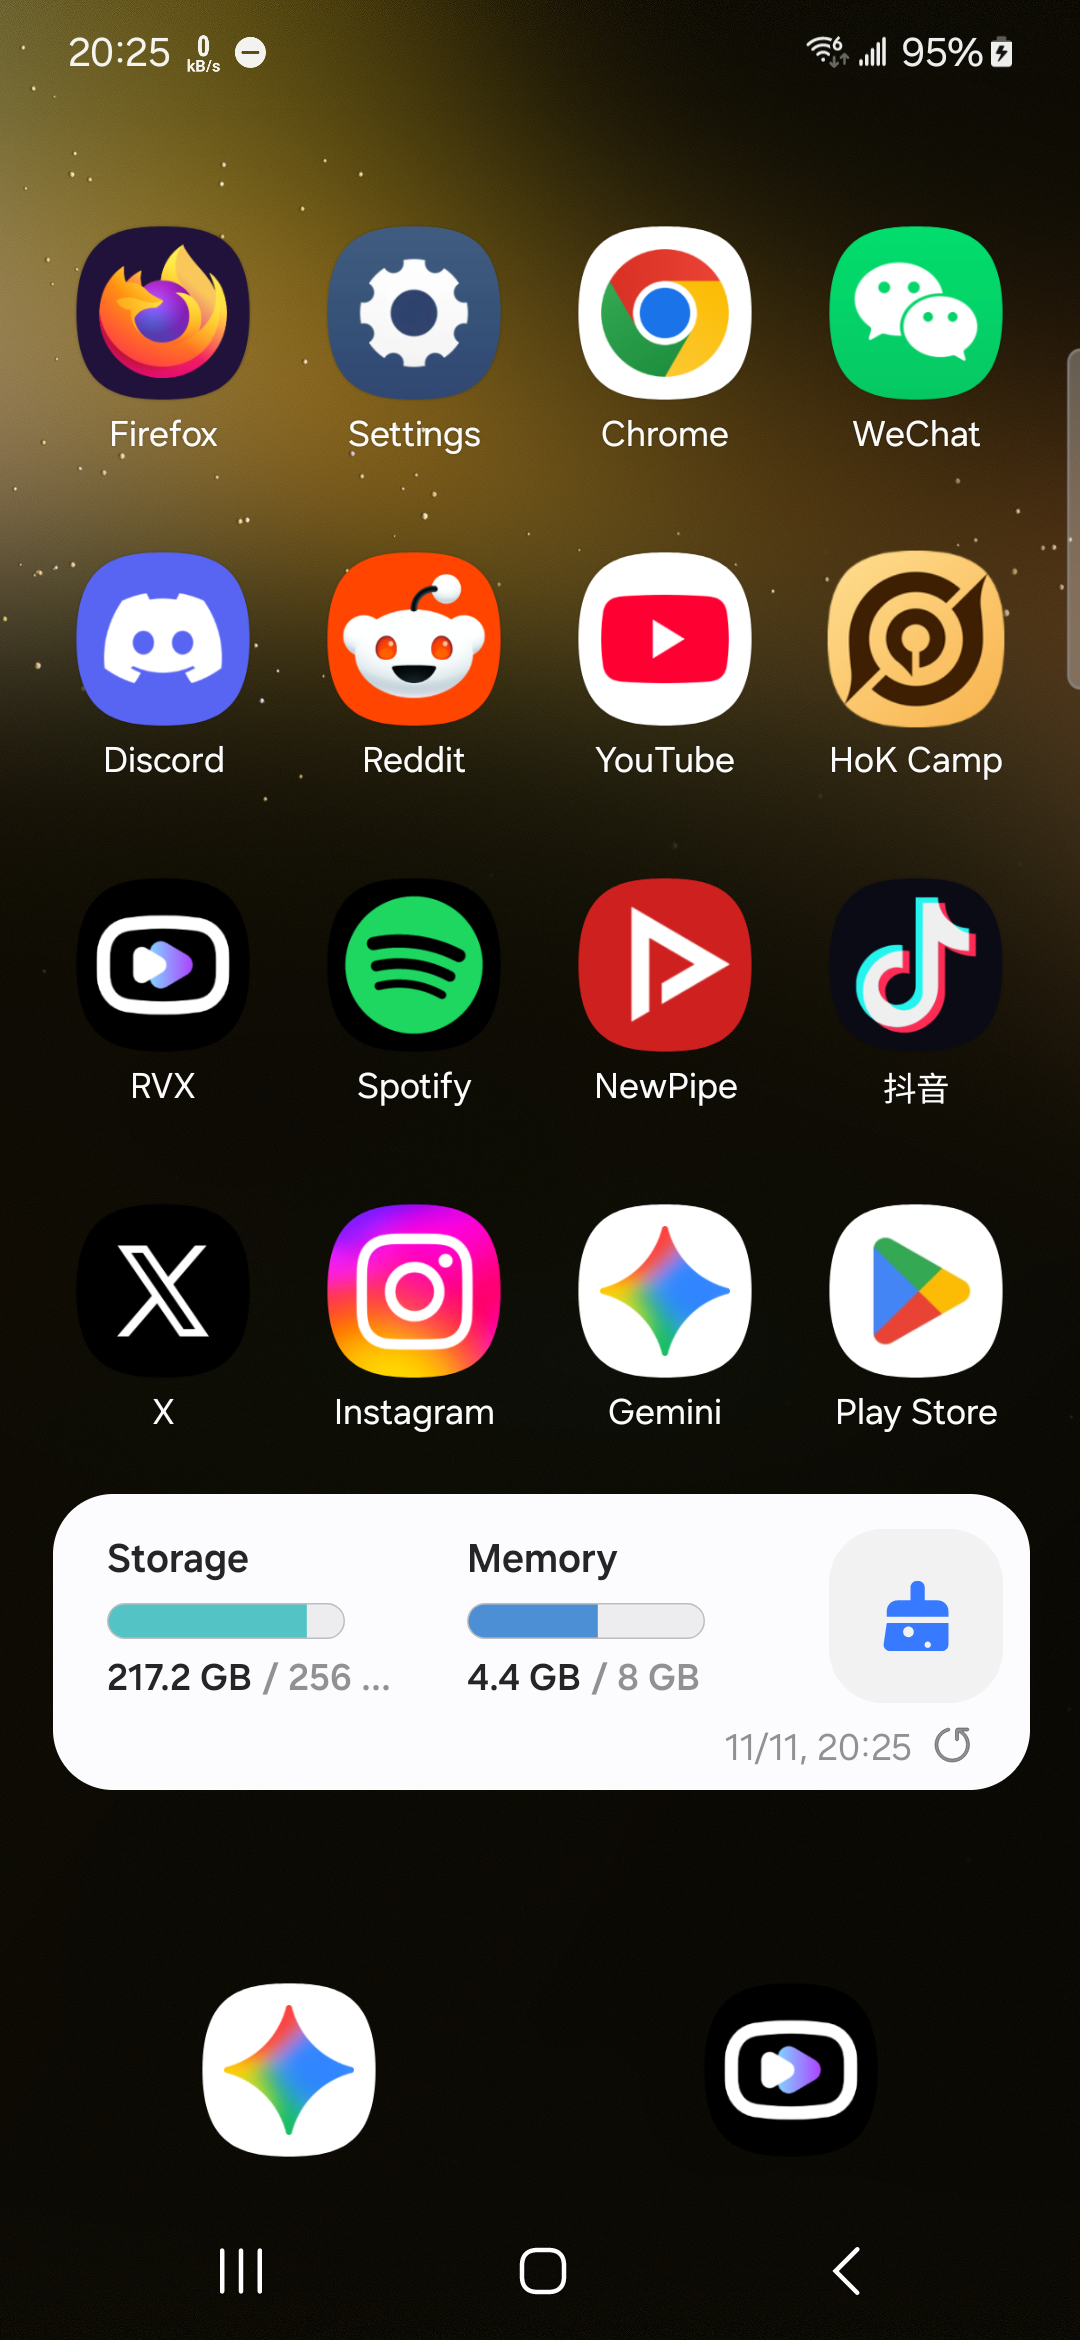 20:25 0 kB/s 6 95%
Firefox Settings Chrome WeChat
Discord Reddit YouTube HoK Camp
RVX Spotify NewPipe 抖音
X Instagram Gemini Play Store
Storage Memory
217.2 GB / 256 ... 4.4 GB / 8 GB
11/11, 20:25